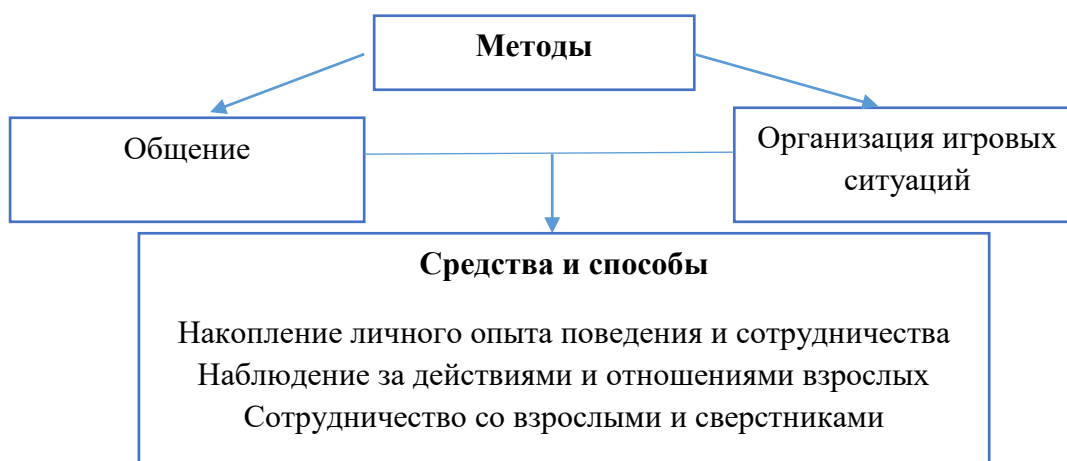 Методы
Общение
Организация игровых
ситуаций
Средства и способы
Накопление личного опыта поведения и сотрудничества
Наблюдение за действиями и отношениями взрослых
Сотрудничество со взрослыми и сверстниками